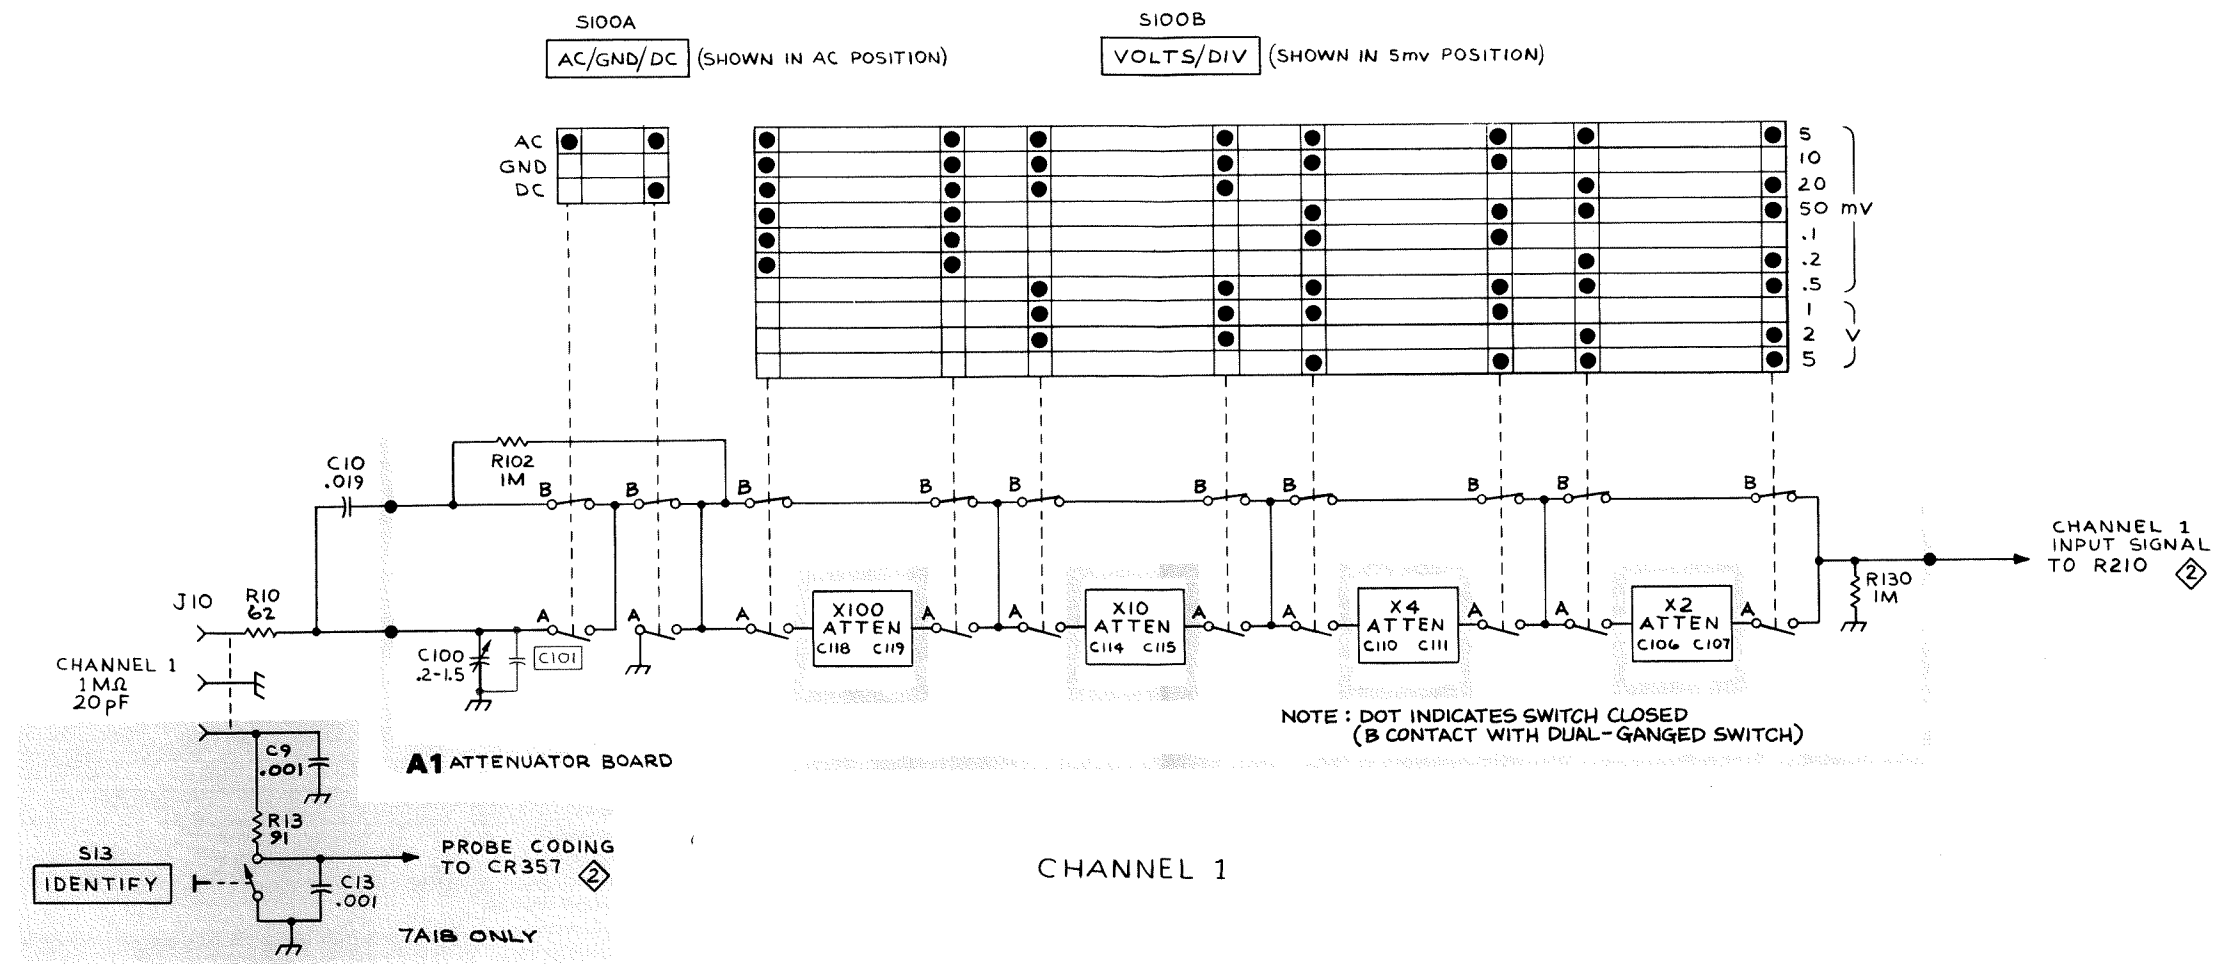 S100A
AC/GND/DC (SHOWN IN AC POSITION)
S100B
VOLTS/DIV (SHOWN IN 5mv POSITION)
AC
GND
DC
5
10
20
50 mV
.1
.2
.5
1
2 V
5
C10
.019
R102
1M
B
B
B
B
B
B
B
B
B
B
J10
R10
62
CHANNEL 1
1MΩ
20pF
C100
.2-1.5
C101
A
A
A
X100
ATTEN
C118 C119
A
A
X10
ATTEN
C114 C115
A
A
X4
ATTEN
C110 C111
A
A
X2
ATTEN
C106 C107
A
R130
1M
CHANNEL 1
INPUT SIGNAL
TO R210 2
NOTE: DOT INDICATES SWITCH CLOSED
(B CONTACT WITH DUAL-GANGED SWITCH)
A1 ATTENUATOR BOARD
C9
.001
R13
91
S13
IDENTIFY
C13
.001
PROBE CODING
TO CR357 2
7A18 ONLY
CHANNEL 1